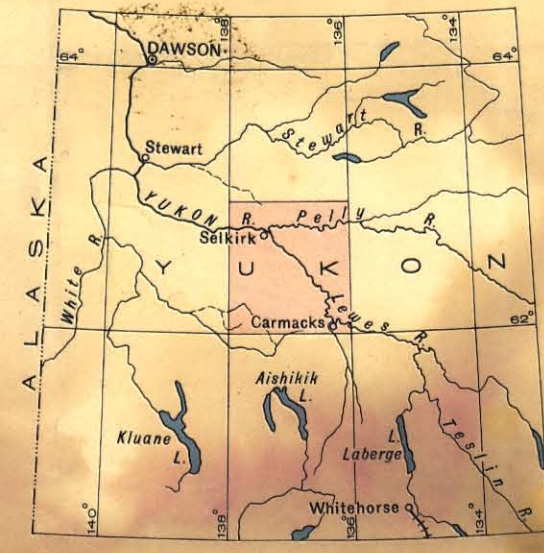 138°
136°
134°
64°
DAWSON
64°
Stewart R.
Stewart
YUKON R.
Pelly R.
Selkirk
ALASKA
White R.
YUKON
Lewes R.
Carmacks
62°
Aishikik L.
Kluane L.
L. Laberge
Teslin R.
Whitehorse
140°
138°
136°
134°